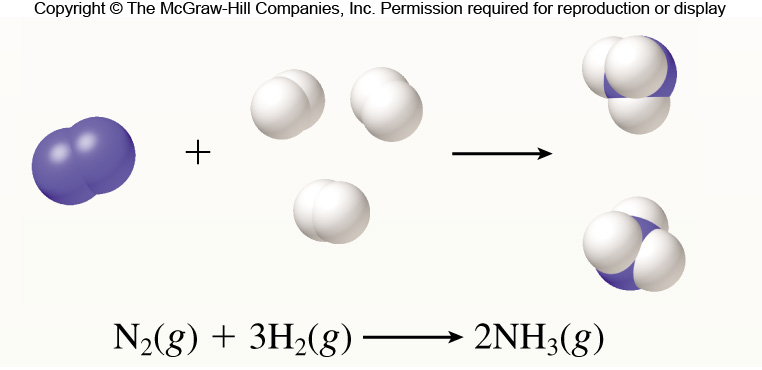 Copyright © The McGraw-Hill Companies, Inc. Permission required for reproduction or display
+
N₂(g) + 3H₂(g) ⟶ 2NH₃(g)